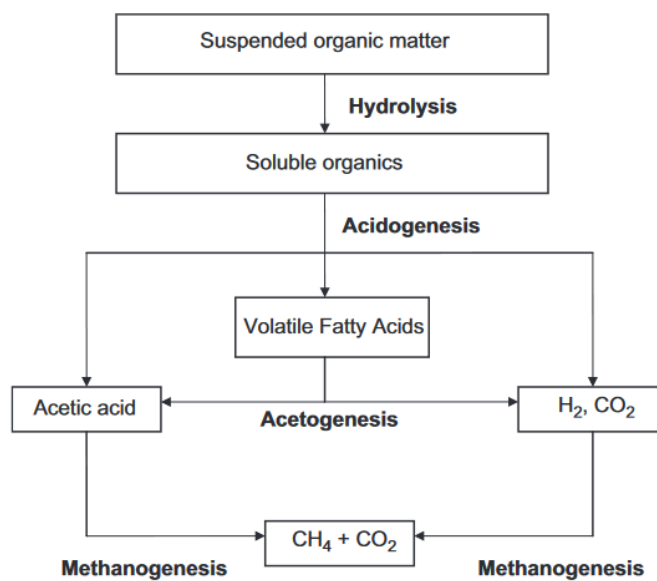 Suspended organic matter
Hydrolysis
Soluble organics
Acidogenesis
Volatile Fatty Acids
Acetic acid
Acetogenesis
H₂, CO₂
CH₄ + CO₂
Methanogenesis
Methanogenesis